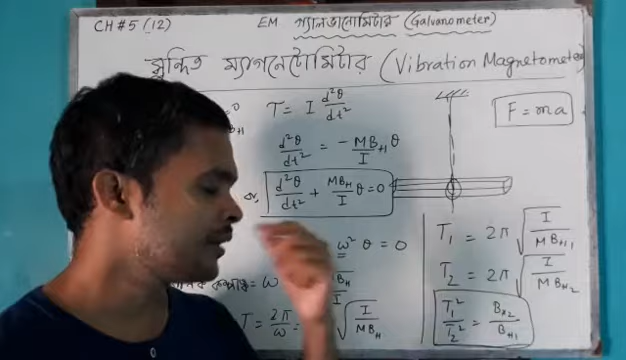 CH #5 (12) EM গ্যালভানোমিটার (Galvanometer)
ম্যাগনেটোমিটার (Vibration Magnetometer)
τ = I d²θ/dt²
F = ma
d²θ/dt² = - MB_H/I θ
d²θ/dt² + MB_H/I θ = 0
ω² θ = 0
T₁ = 2π √(I/MB_H₁)
T₂ = 2π √(I/MB_H₂)
T = 2π/ω = √(I/MB_H)
T₁²/T₂² = B_H₂/B_H₁